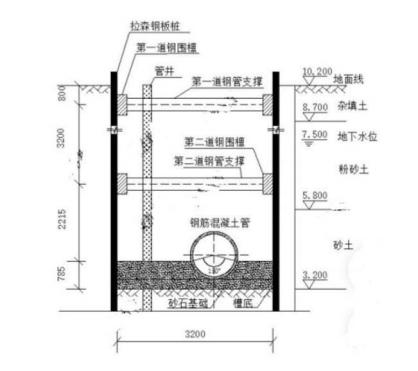 拉森钢板桩
第一道钢围檩
管井
第一道钢管支撑
10.200
地面线
800
8.700
杂填土
7.500
地下水位
3200
第二道钢围檩
第二道钢管支撑
粉砂土
5.800
2215
钢筋混凝土管
砂土
785
3.200
砂石基础
槽底
3200